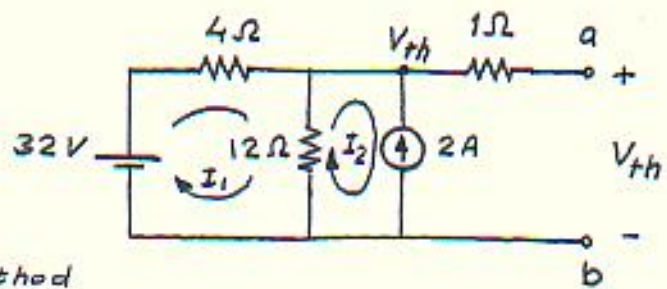 4Ω Vth 1Ω a
+
32V 12Ω I2 2A Vth
I1
-
thod b